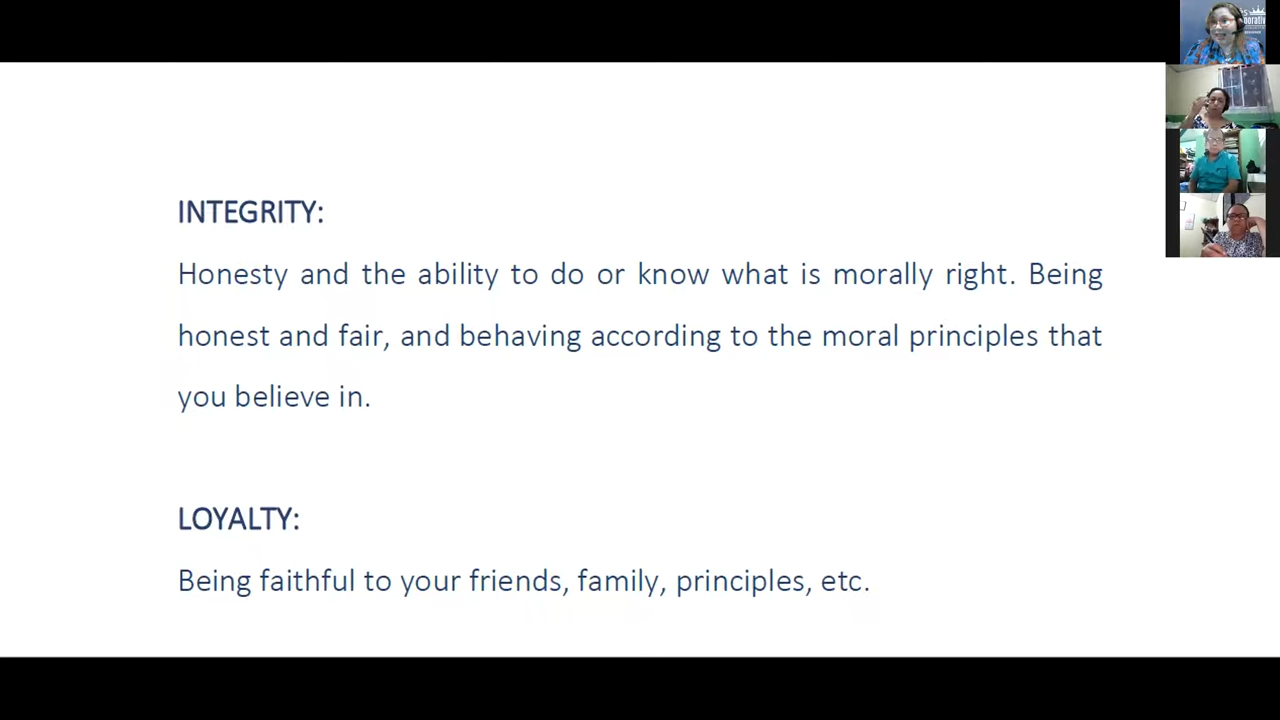 INTEGRITY:
Honesty and the ability to do or know what is morally right. Being
honest and fair, and behaving according to the moral principles that
you believe in.
LOYALTY:
Being faithful to your friends, family, principles, etc.